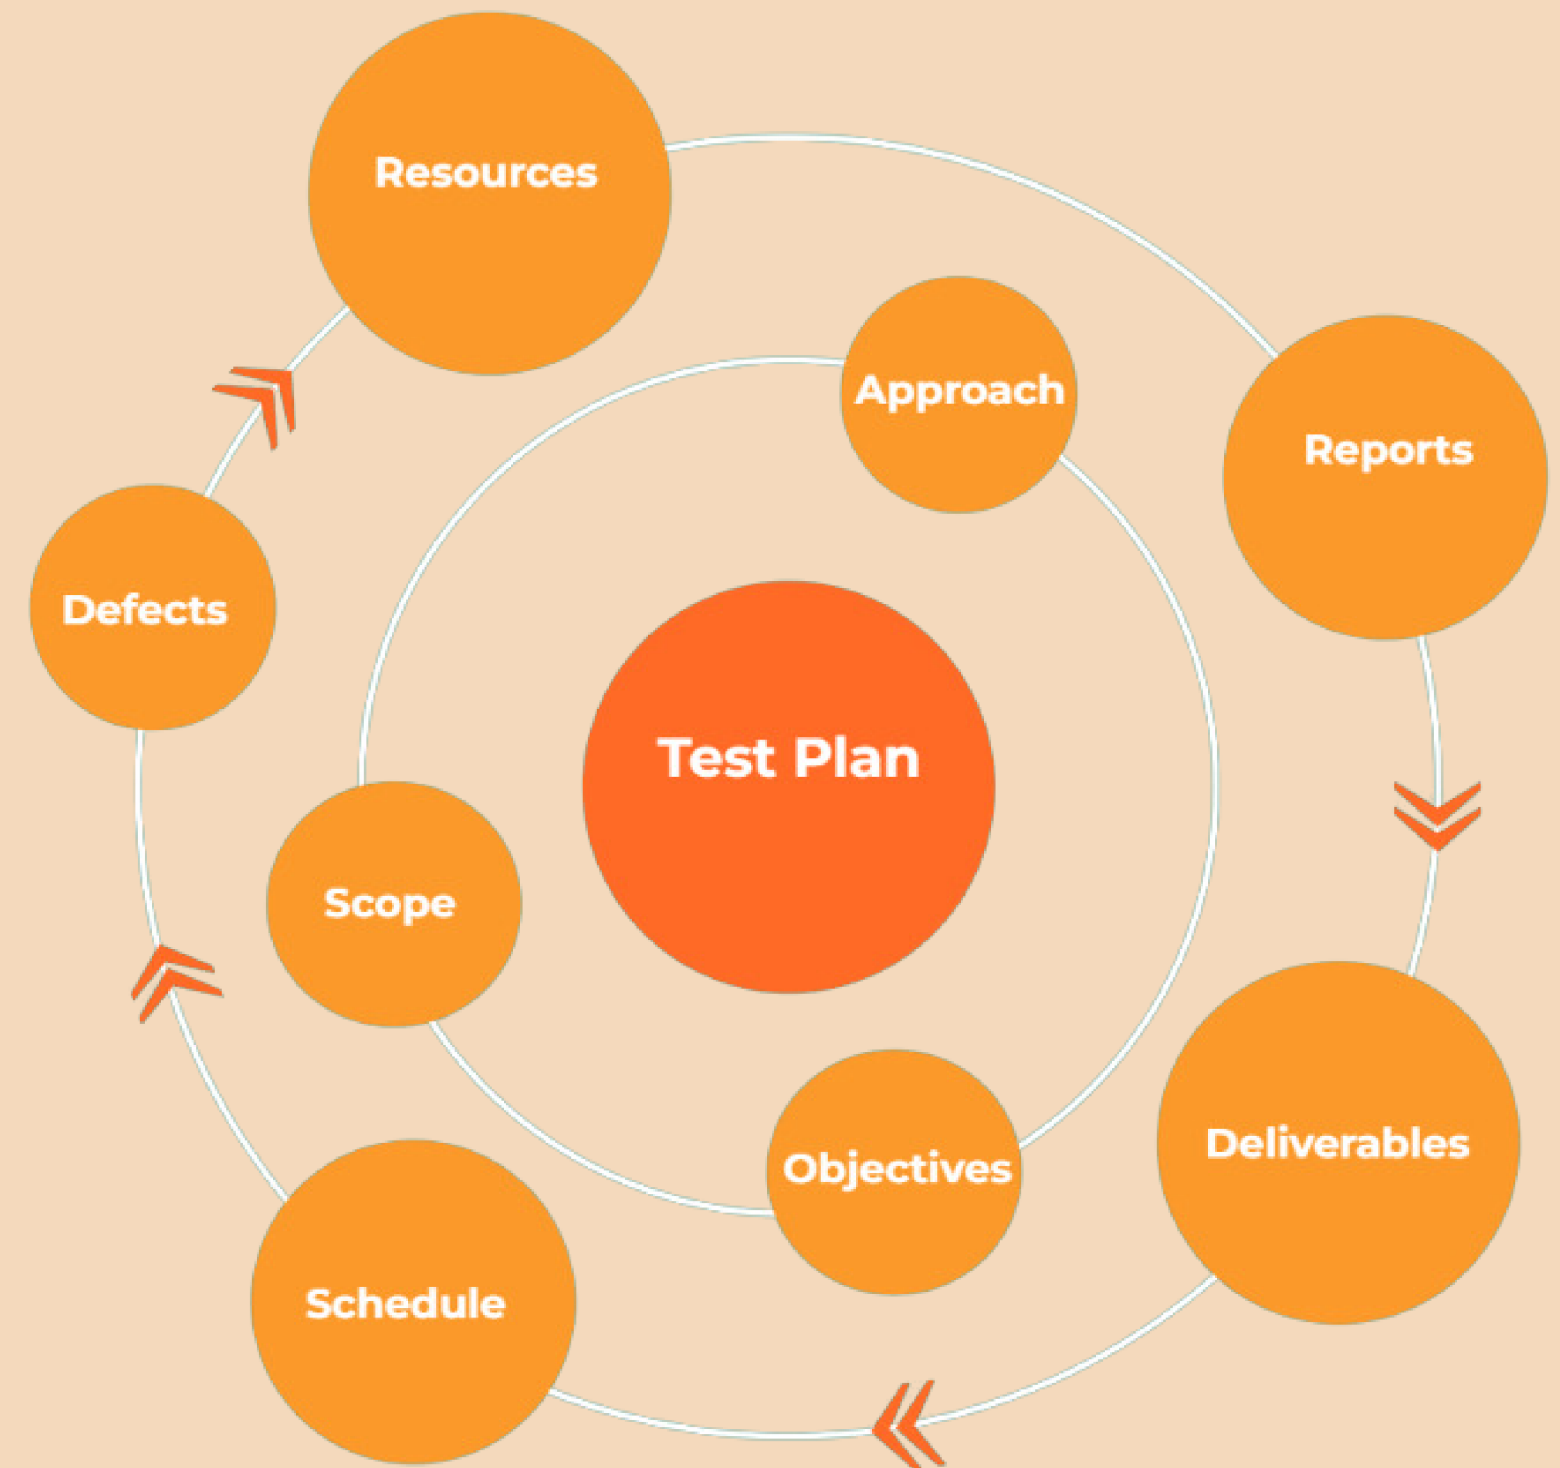 Resources
Approach
Reports
Defects
Test Plan
Scope
Deliverables
Objectives
Schedule